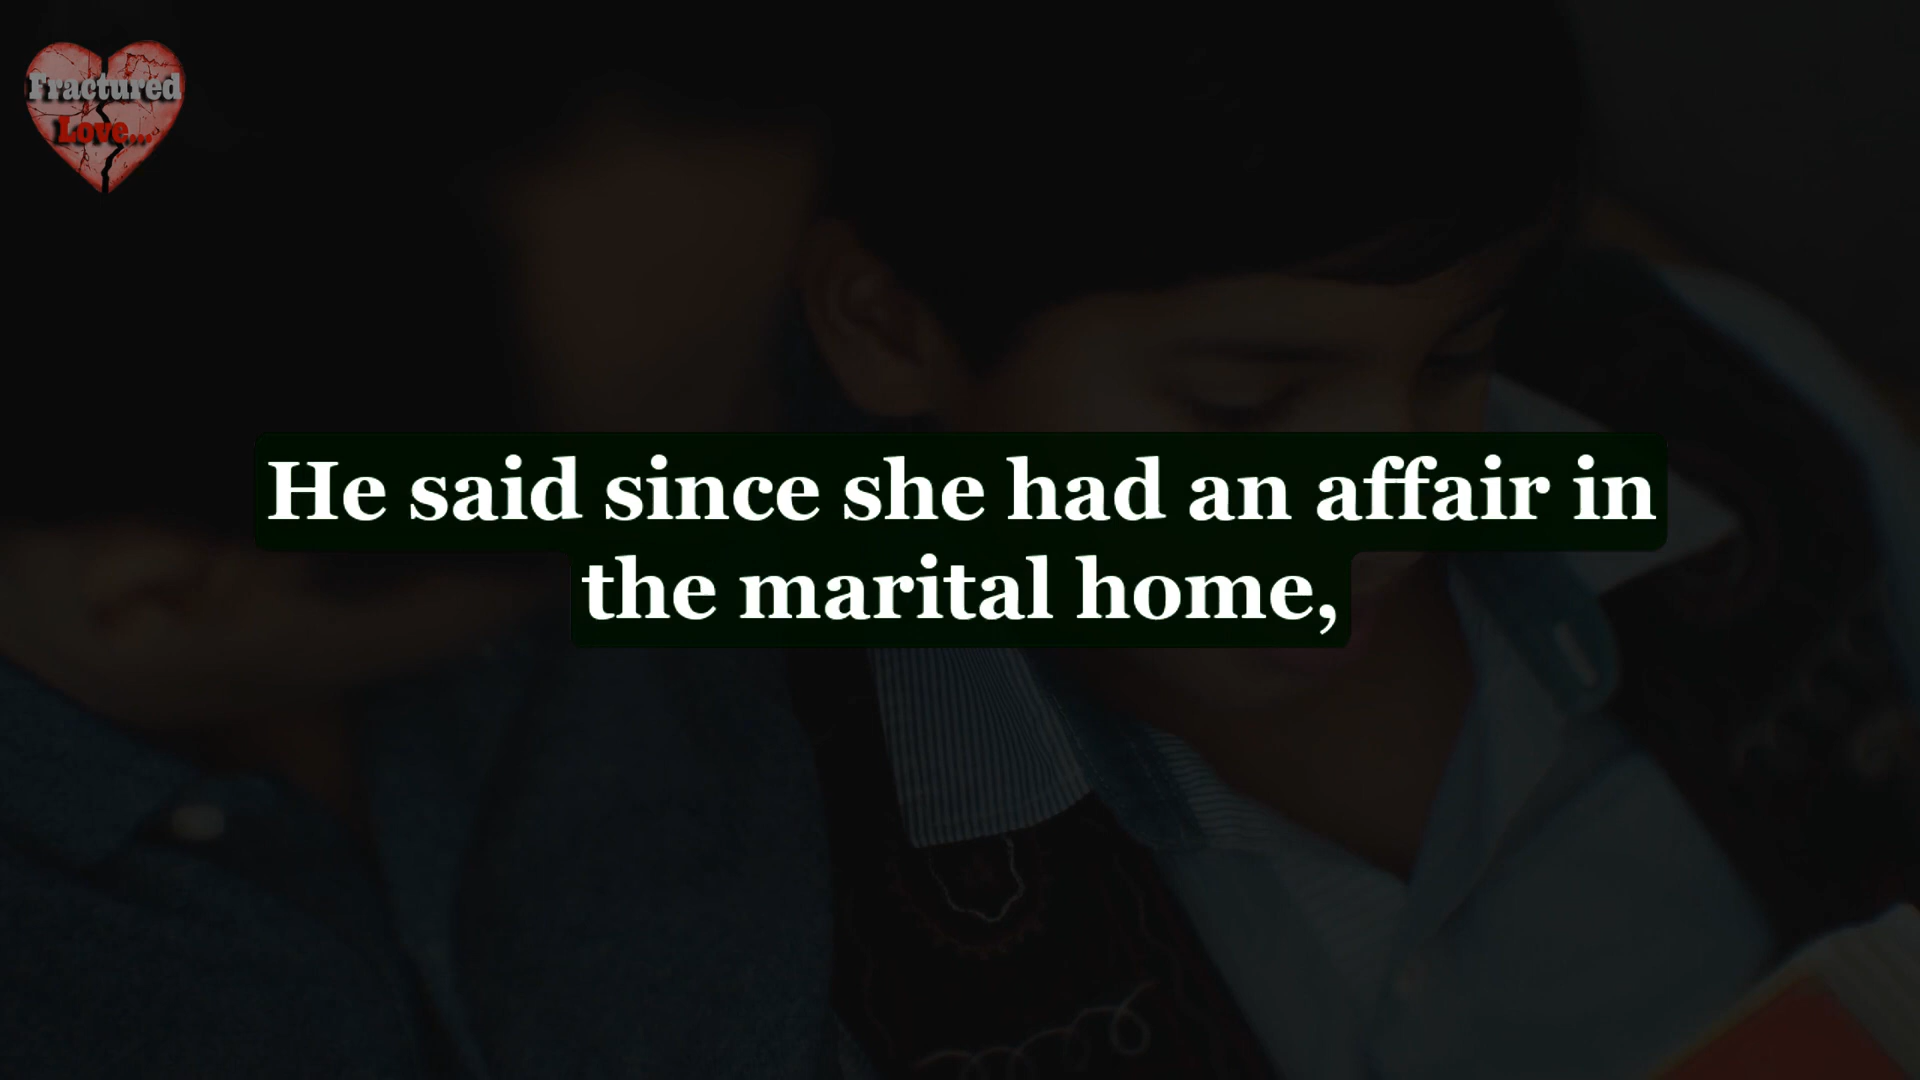 Fractured
Love...
He said since she had an affair in
the marital home,